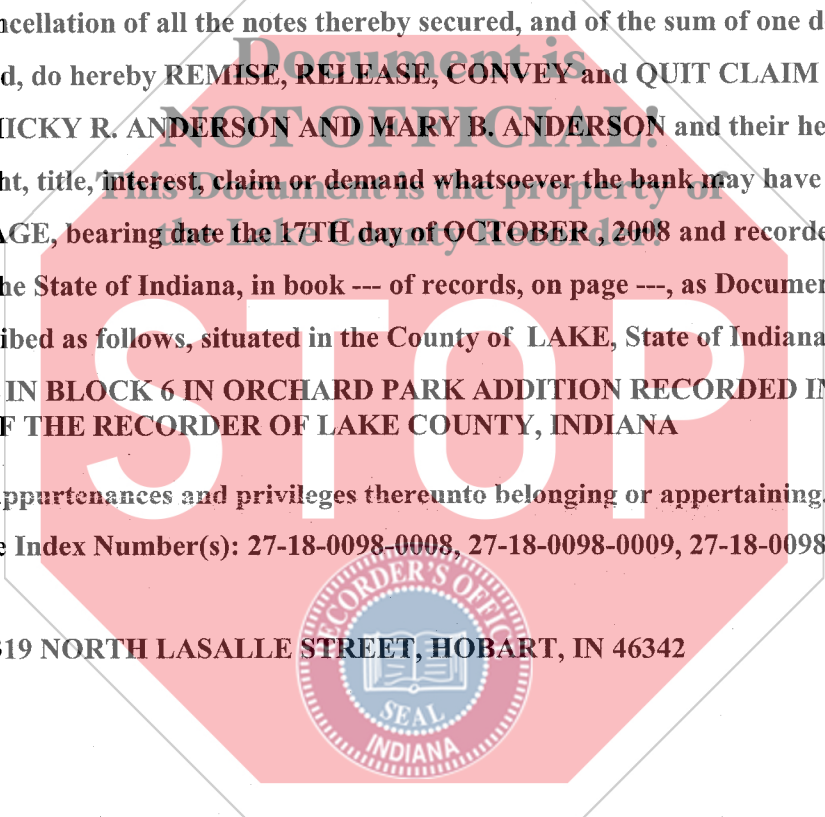 ncellation of all the notes thereby secured, and of the sum of one d
d, do hereby REMISE, RELEASE, CONVEY and QUIT CLAIM
Document is
NOT OFFICIAL!
MICKY R. ANDERSON AND MARY B. ANDERSON and their he
ht, title, interest, claim or demand whatsoever the bank may have
This Document is the property of
the Lake County Recorder!
AGE, bearing date the 17TH day of OCTOBER , 2008 and recorde
he State of Indiana, in book --- of records, on page ---, as Documen
ibed as follows, situated in the County of LAKE, State of Indiana
STOP
IN BLOCK 6 IN ORCHARD PARK ADDITION RECORDED IN
F THE RECORDER OF LAKE COUNTY, INDIANA
appurtenances and privileges thereunto belonging or appertaining.
e Index Number(s): 27-18-0098-0008, 27-18-0098-0009, 27-18-0098
RECORDER'S OFFICE
319 NORTH LASALLE STREET, HOBART, IN 46342
SEAL
INDIANA